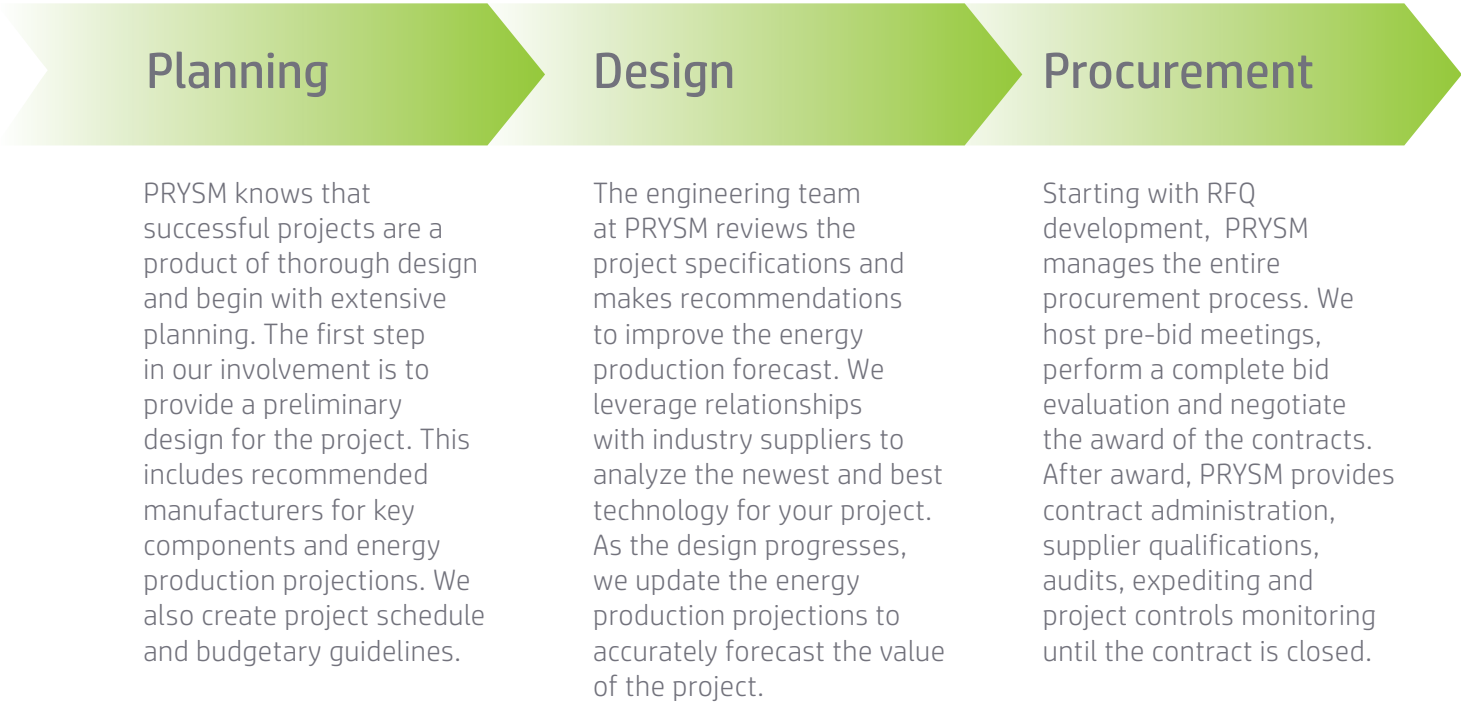 Planning
PRYSM knows that
successful projects are a
product of thorough design
and begin with extensive
planning. The first step
in our involvement is to
provide a preliminary
design for the project. This
includes recommended
manufacturers for key
components and energy
production projections. We
also create project schedule
and budgetary guidelines.
Design
The engineering team
at PRYSM reviews the
project specifications and
makes recommendations
to improve the energy
production forecast. We
leverage relationships
with industry suppliers to
analyze the newest and best
technology for your project.
As the design progresses,
we update the energy
production projections to
accurately forecast the value
of the project.
Procurement
Starting with RFQ
development,  PRYSM
manages the entire
procurement process. We
host pre-bid meetings,
perform a complete bid
evaluation and negotiate
the award of the contracts.
After award, PRYSM provides
contract administration,
supplier qualifications,
audits, expediting and
project controls monitoring
until the contract is closed.